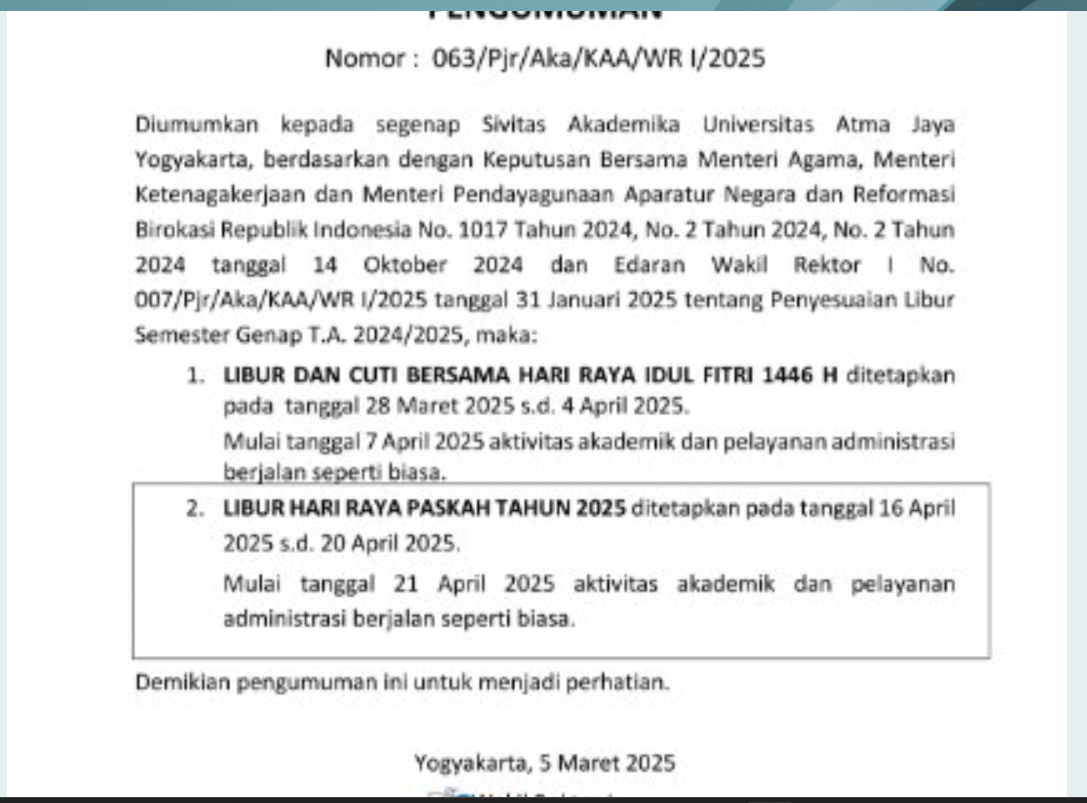 PENGUMUMAN
Nomor : 063/Pjr/Aka/KAA/WR I/2025
Diumumkan kepada segenap Sivitas Akademika Universitas Atma Jaya
Yogyakarta, berdasarkan dengan Keputusan Bersama Menteri Agama, Menteri
Ketenagakerjaan dan Menteri Pendayagunaan Aparatur Negara dan Reformasi
Birokasi Republik Indonesia No. 1017 Tahun 2024, No. 2 Tahun 2024, No. 2 Tahun
2024 tanggal 14 Oktober 2024 dan Edaran Wakil Rektor I No.
007/Pjr/Aka/KAA/WR I/2025 tanggal 31 Januari 2025 tentang Penyesuaian Libur
Semester Genap T.A. 2024/2025, maka:
1. LIBUR DAN CUTI BERSAMA HARI RAYA IDUL FITRI 1446 H ditetapkan
pada tanggal 28 Maret 2025 s.d. 4 April 2025.
Mulai tanggal 7 April 2025 aktivitas akademik dan pelayanan administrasi
berjalan seperti biasa.
2. LIBUR HARI RAYA PASKAH TAHUN 2025 ditetapkan pada tanggal 16 April
2025 s.d. 20 April 2025.
Mulai tanggal 21 April 2025 aktivitas akademik dan pelayanan
administrasi berjalan seperti biasa.
Demikian pengumuman ini untuk menjadi perhatian.
Yogyakarta, 5 Maret 2025